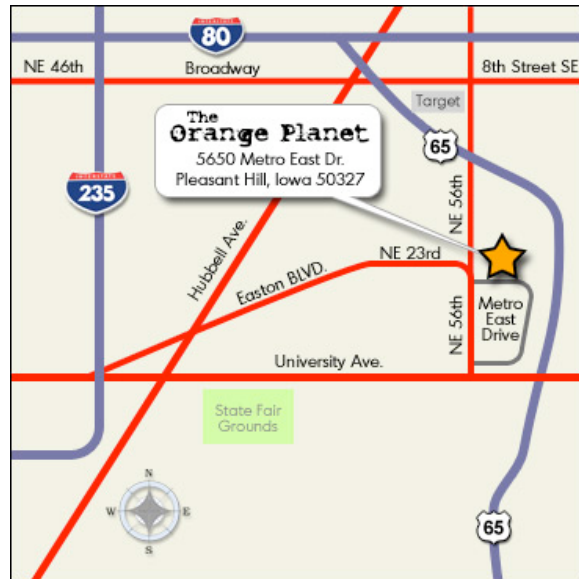 INTERSTATE
80
NE 46th
Broadway
8th Street SE
Target
The
Orange Planet
5650 Metro East Dr.
Pleasant Hill, Iowa 50327
65
INTERSTATE
235
NE 56th
Hubbell Ave.
NE 23rd
Easton BLVD.
Metro
East
Drive
NE 56th
University Ave.
State Fair
Grounds
N
W
E
S
65